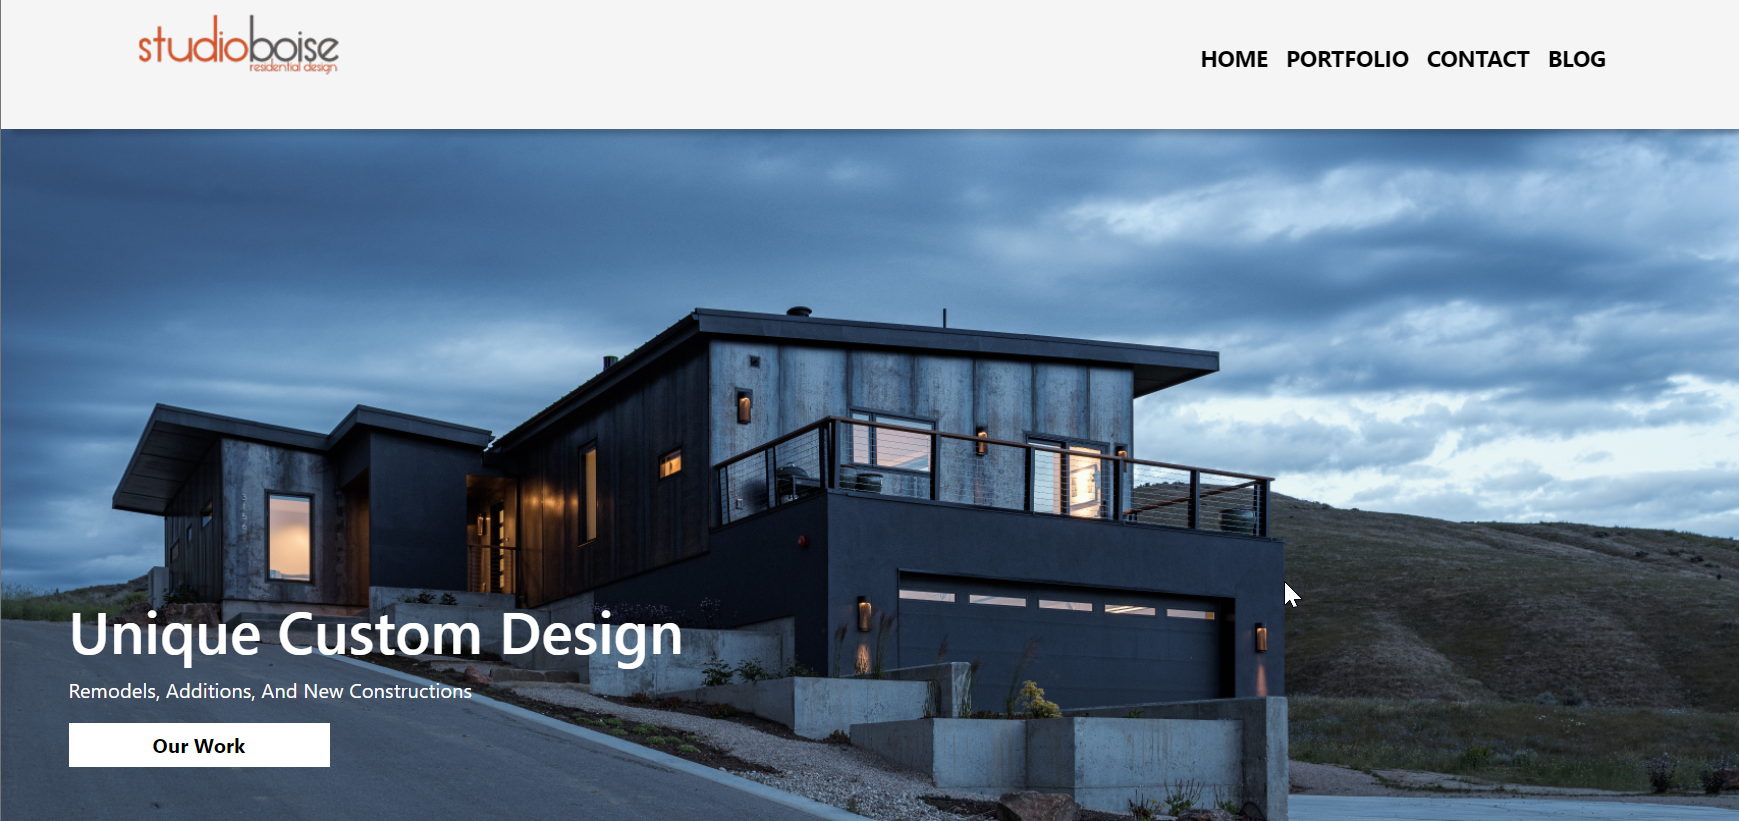 studioboise
residential design
HOME PORTFOLIO CONTACT BLOG
Unique Custom Design
Remodels, Additions, And New Constructions
Our Work